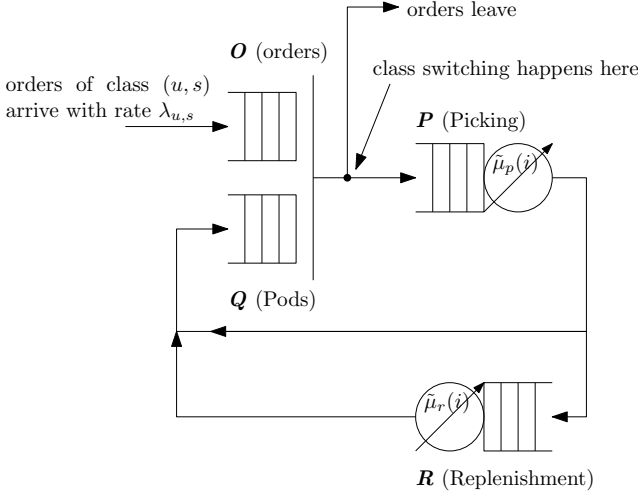 orders leave
O (orders)
class switching happens here
orders of class (u, s)
arrive with rate λ_{u,s}
P (Picking)
μ̃_p(i)
Q (Pods)
μ̃_r(i)
R (Replenishment)